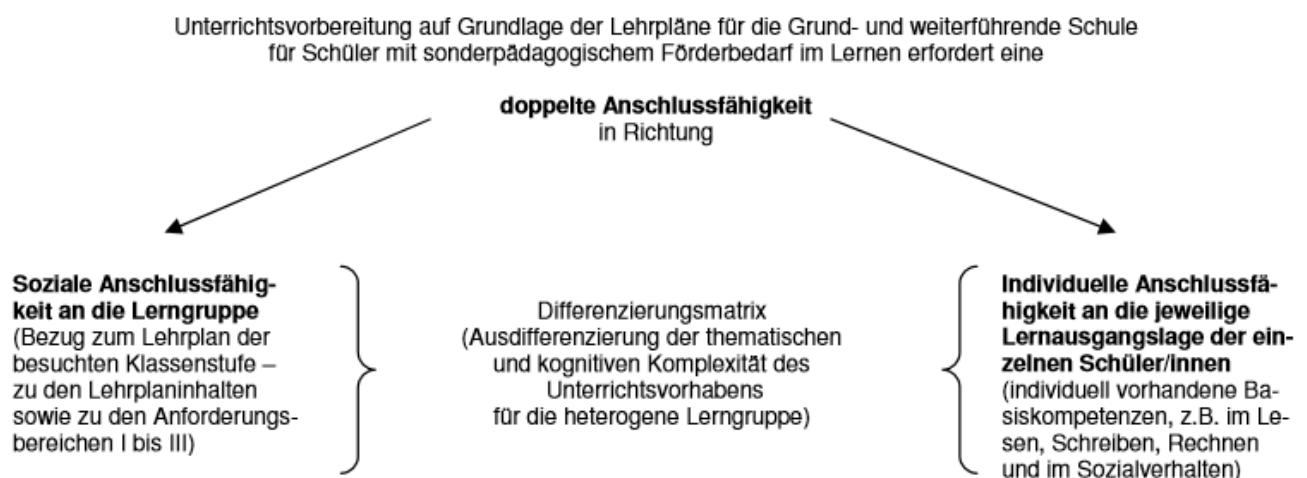 Unterrichtsvorbereitung auf Grundlage der Lehrpläne für die Grund- und weiterführende Schule
für Schüler mit sonderpädagogischem Förderbedarf im Lernen erfordert eine
doppelte Anschlussfähigkeit
in Richtung
Soziale Anschlussfähig-
keit an die Lerngruppe
(Bezug zum Lehrplan der
besuchten Klassenstufe –
zu den Lehrplaninhalten
sowie zu den Anforderungs-
bereichen I bis III)
Differenzierungsmatrix
(Ausdifferenzierung der thematischen
und kognitiven Komplexität des
Unterrichtsvorhabens
für die heterogene Lerngruppe)
Individuelle Anschlussfä-
higkeit an die jeweilige
Lernausgangslage der ein-
zelnen Schüler/innen
(individuell vorhandene Ba-
siskompetenzen, z.B. im Le-
sen, Schreiben, Rechnen
und im Sozialverhalten)